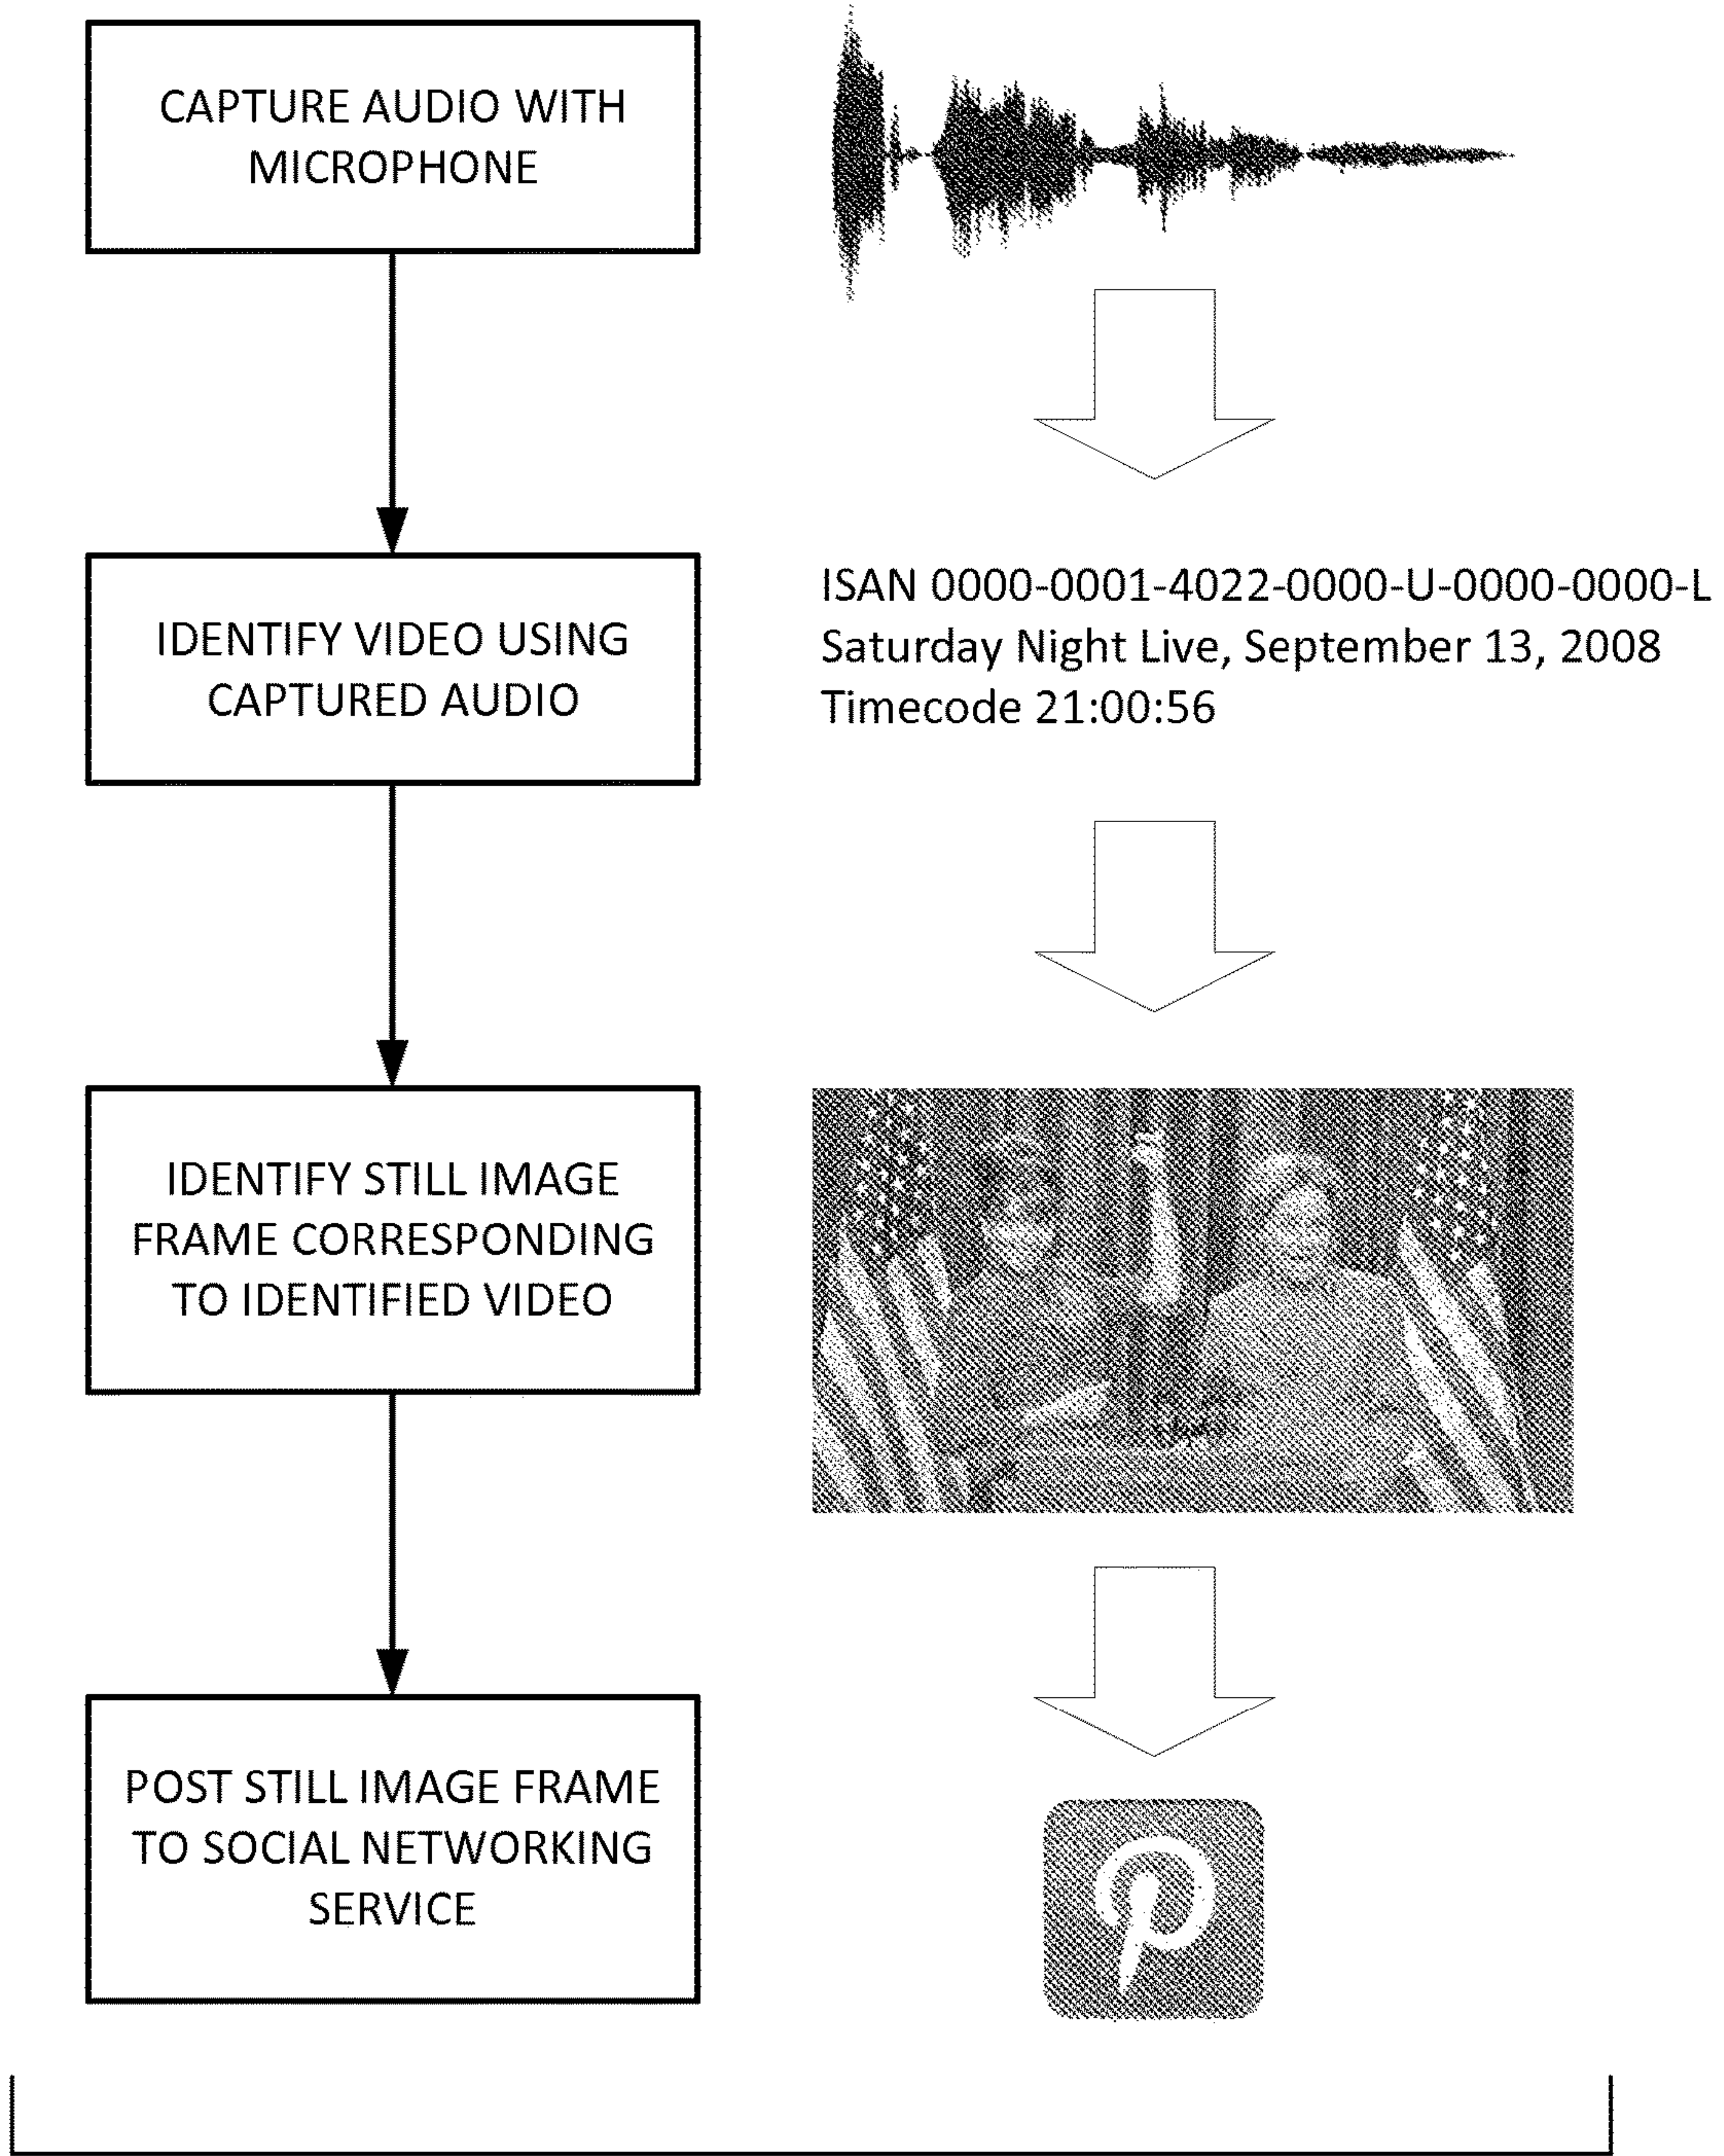 CAPTURE AUDIO WITH
MICROPHONE
IDENTIFY VIDEO USING
CAPTURED AUDIO
ISAN 0000-0001-4022-0000-U-0000-0000-L
Saturday Night Live, September 13, 2008
Timecode 21:00:56
IDENTIFY STILL IMAGE
FRAME CORRESPONDING
TO IDENTIFIED VIDEO
POST STILL IMAGE FRAME
TO SOCIAL NETWORKING
SERVICE